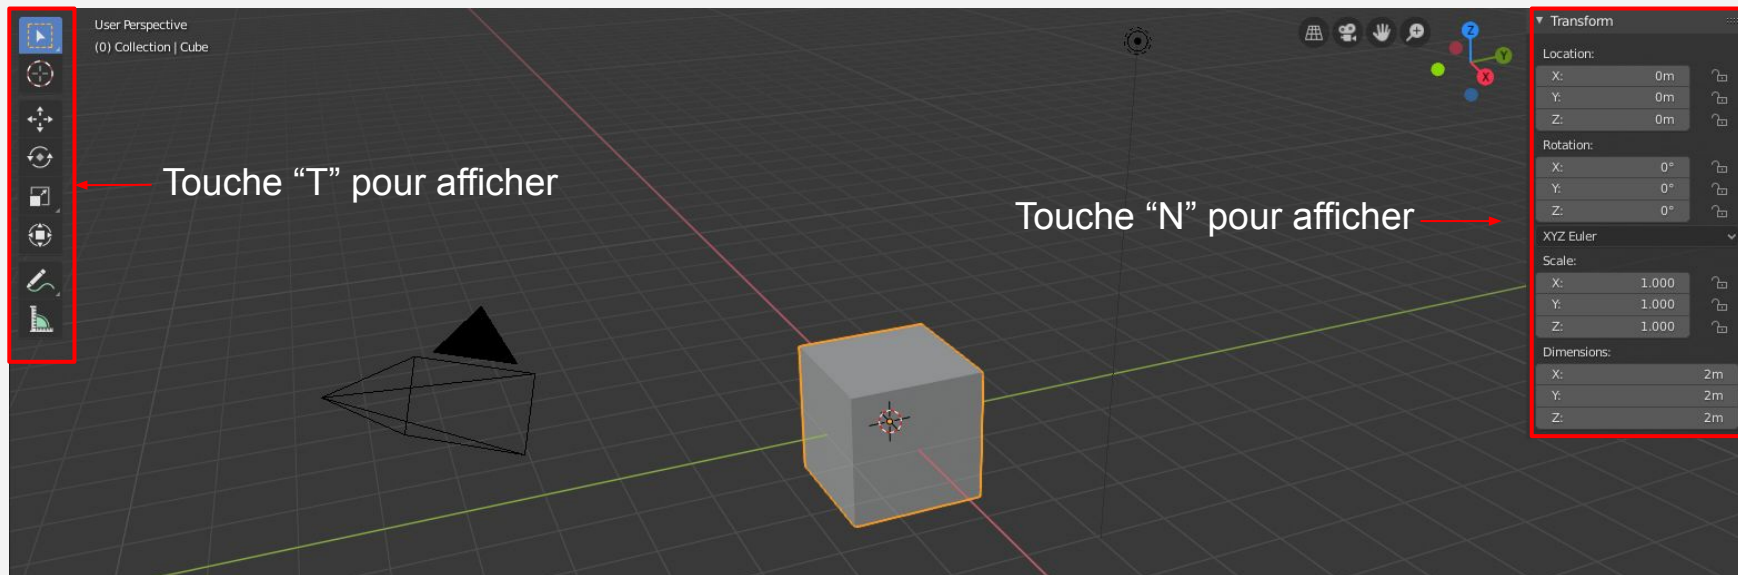 User Perspective
(0) Collection | Cube
Touche “T” pour afficher
Touche “N” pour afficher
Z
Y
X
Transform
Location:
X: 0m
Y: 0m
Z: 0m
Rotation:
X: 0°
Y: 0°
Z: 0°
XYZ Euler
Scale:
X: 1.000
Y: 1.000
Z: 1.000
Dimensions:
X: 2m
Y: 2m
Z: 2m